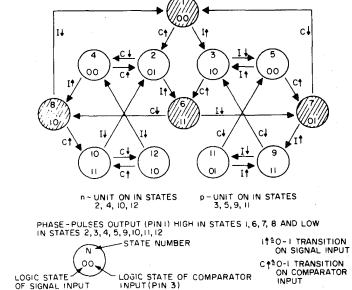 00
I↓ C↑ I↑ C↓
4 C↓ 2 3 I↓ 5
00 C↑ 01 10 I↑ 00
I↑ I↑ C↑ C↑
8 6 7
10 I↓ 11 C↓ 01
C↑ I↓ C↓ C↓ I↓ I↑
10 C↓ 12 11 I↓ 9
11 C↑ 10 01 I↑ 11
n-UNIT ON IN STATES
2, 4, 10, 12
p-UNIT ON IN STATES
3, 5, 9, 11
PHASE-PULSES OUTPUT (PIN 1) HIGH IN STATES 1, 6, 7, 8 AND LOW
IN STATES 2, 3, 4, 5, 9, 10, 11, 12
N
00
STATE NUMBER
LOGIC STATE
OF SIGNAL INPUT
LOGIC STATE OF COMPARATOR
INPUT (PIN 3)
I↑≜0-1 TRANSITION
ON SIGNAL INPUT
C↑≜0-1 TRANSITION
ON COMPARATOR
INPUT